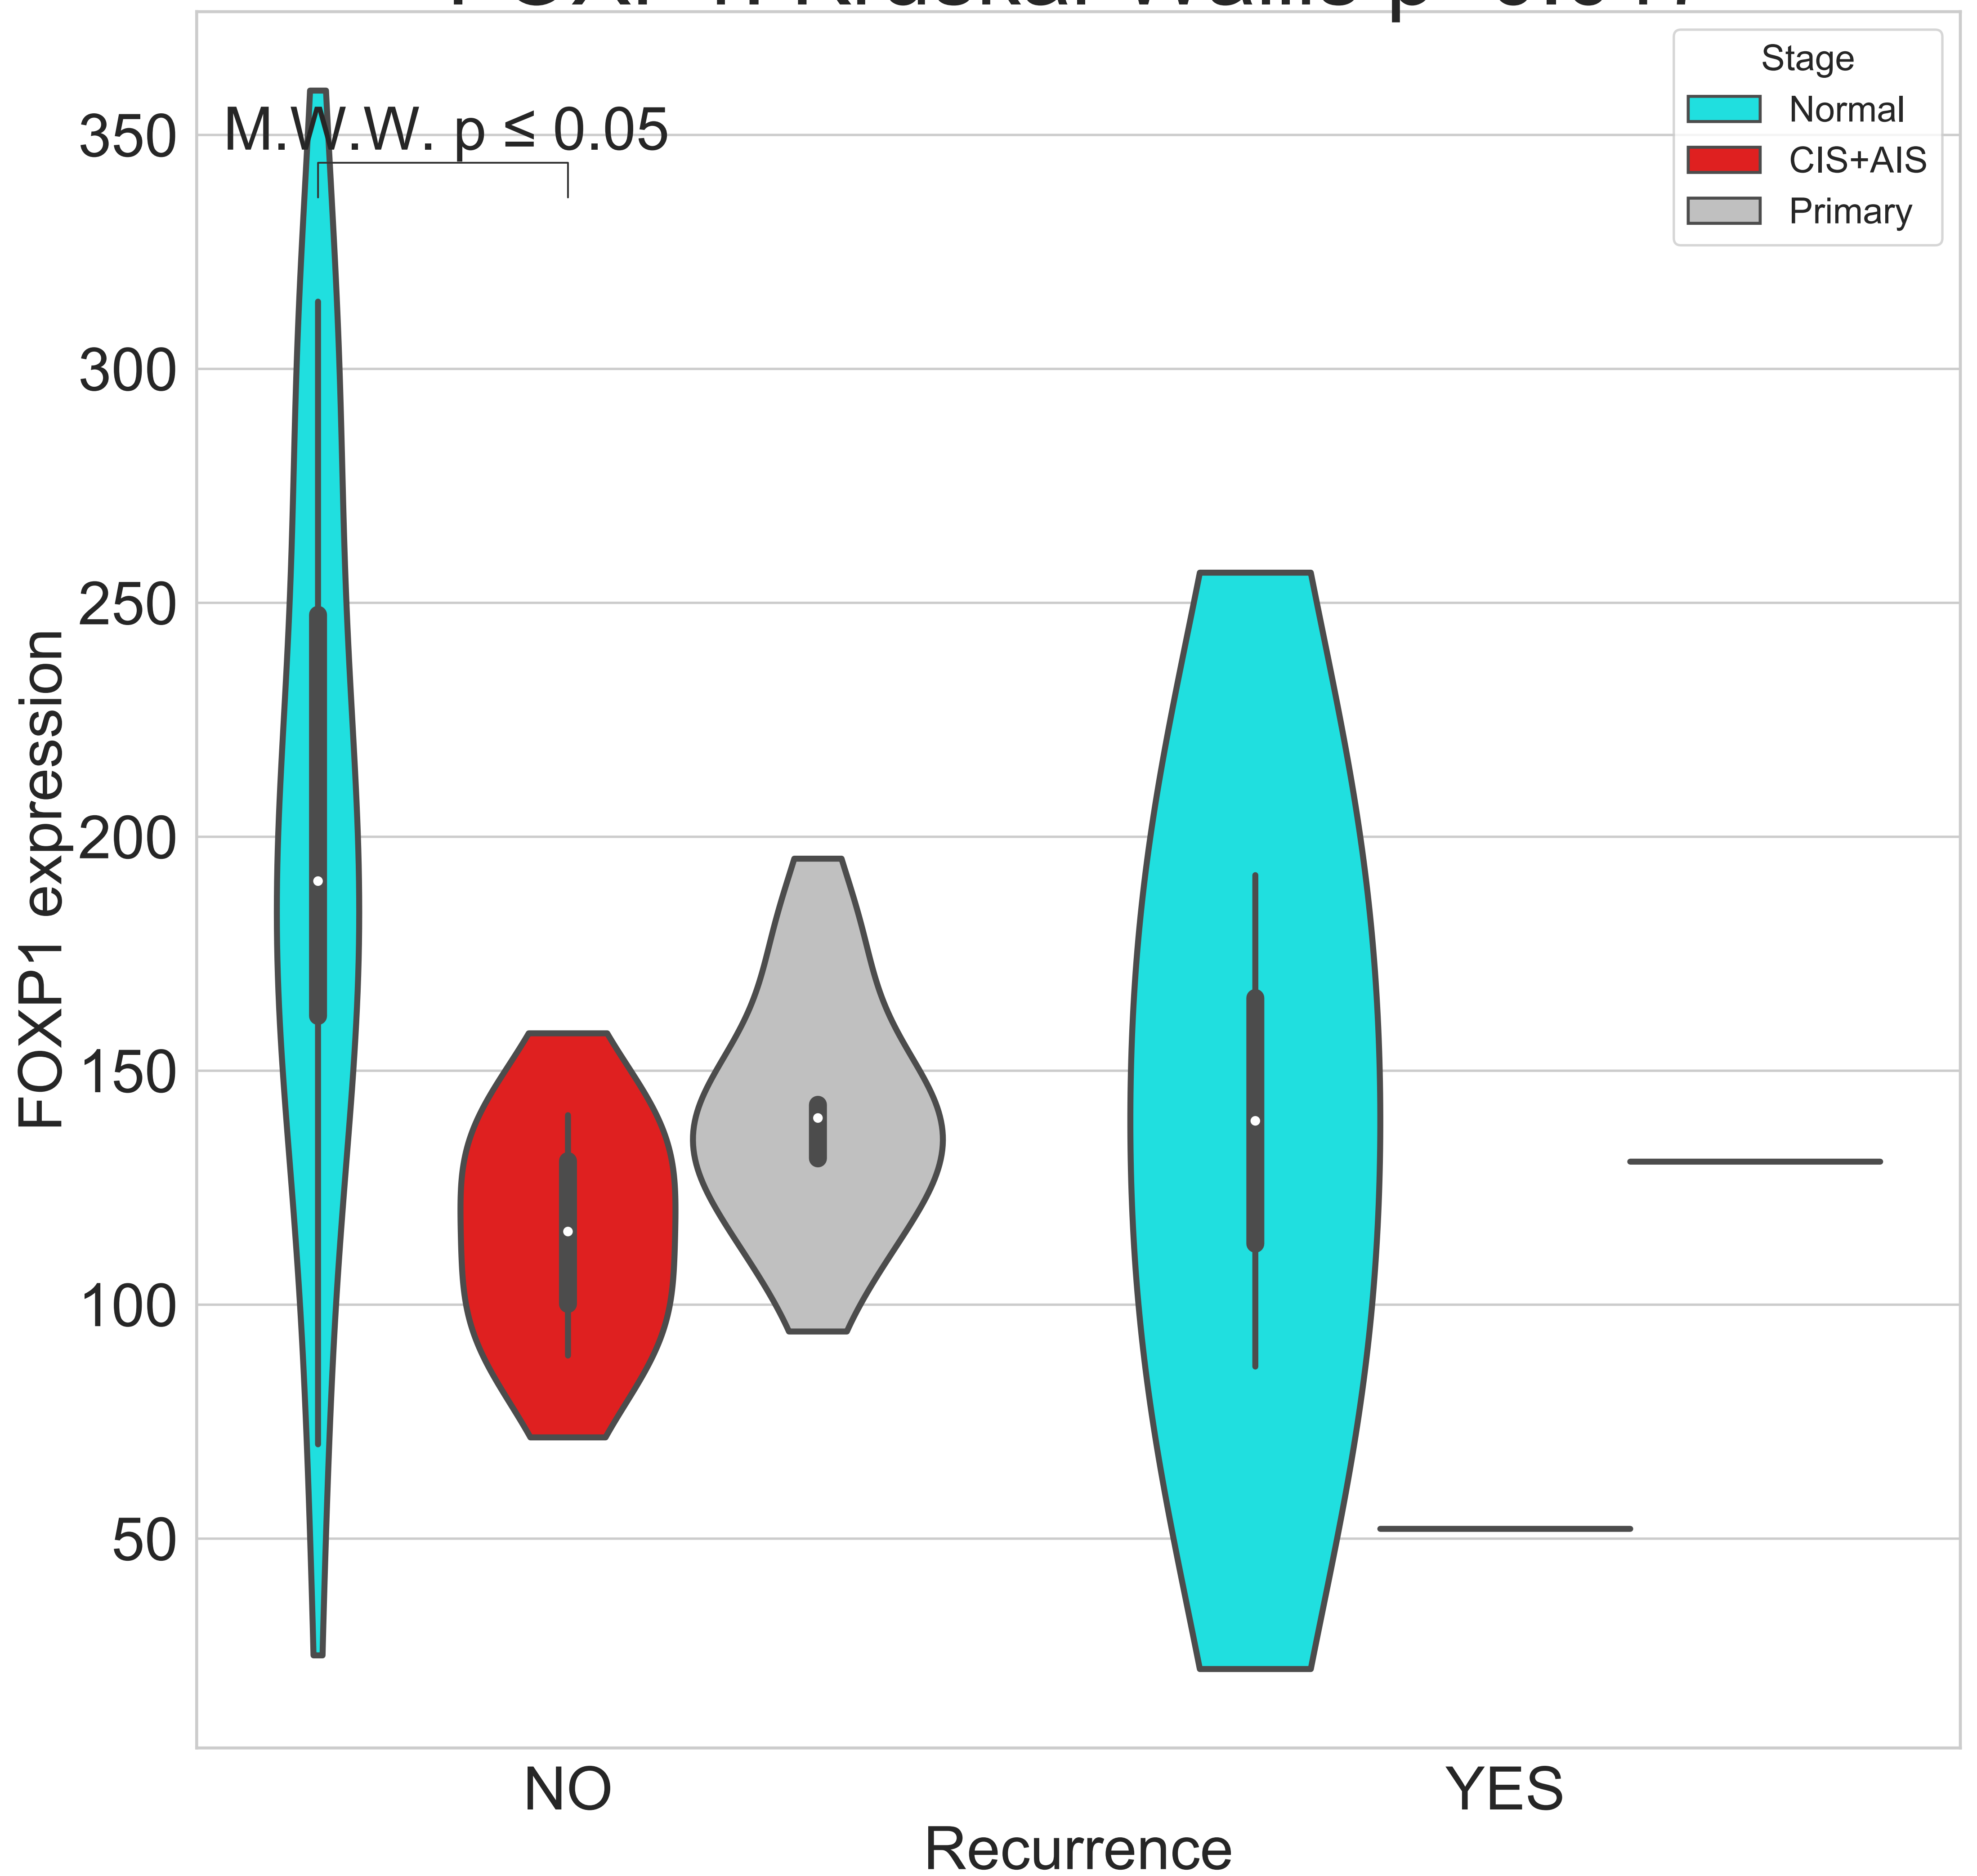 Stage
Normal
CIS+AIS
Primary
M.W.W. p ≤ 0.05
350
300
250
200
150
100
50
FOXP1 expression
NO
YES
Recurrence